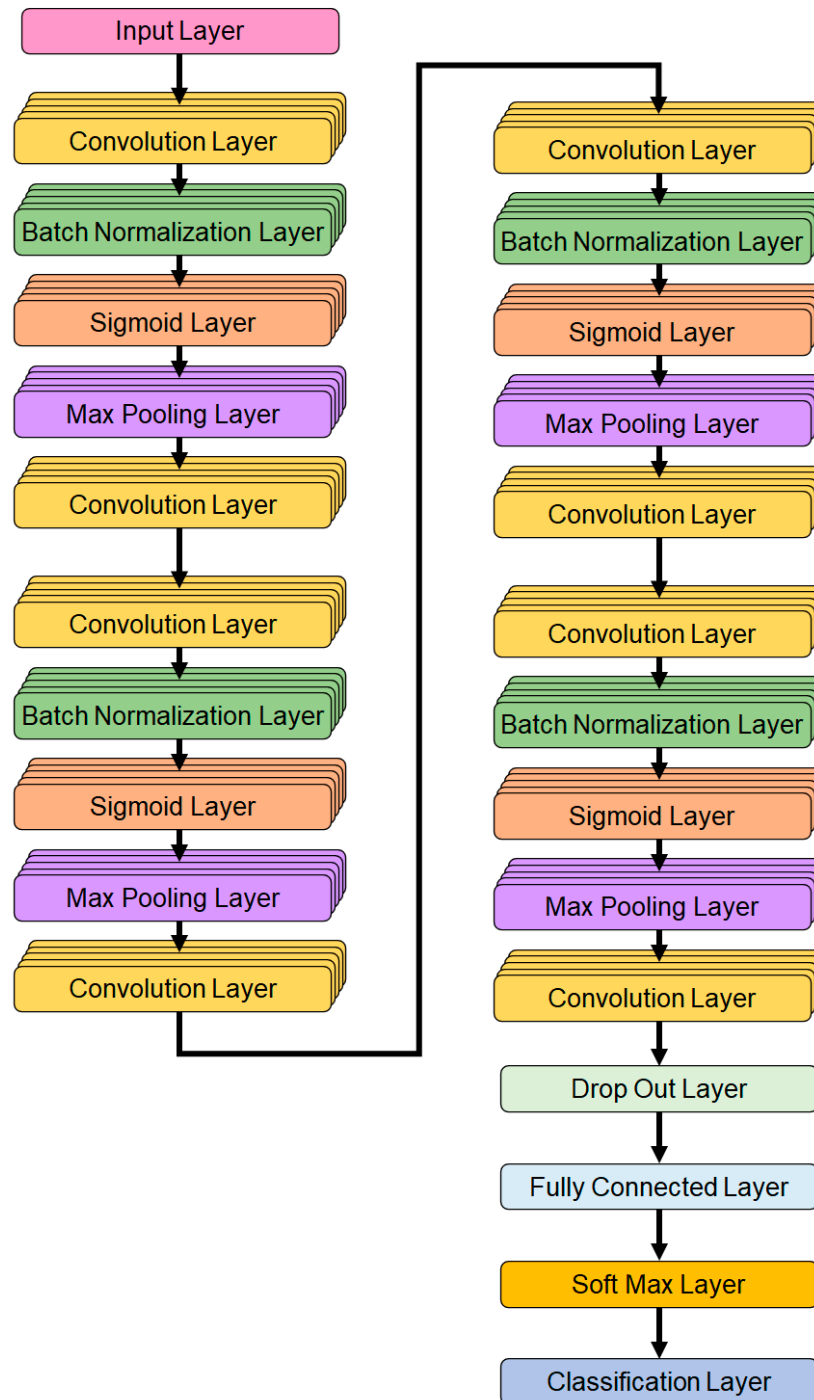 Input Layer
Convolution Layer
Batch Normalization Layer
Sigmoid Layer
Max Pooling Layer
Convolution Layer
Convolution Layer
Batch Normalization Layer
Sigmoid Layer
Max Pooling Layer
Convolution Layer
Convolution Layer
Batch Normalization Layer
Sigmoid Layer
Max Pooling Layer
Convolution Layer
Convolution Layer
Batch Normalization Layer
Sigmoid Layer
Max Pooling Layer
Convolution Layer
Drop Out Layer
Fully Connected Layer
Soft Max Layer
Classification Layer